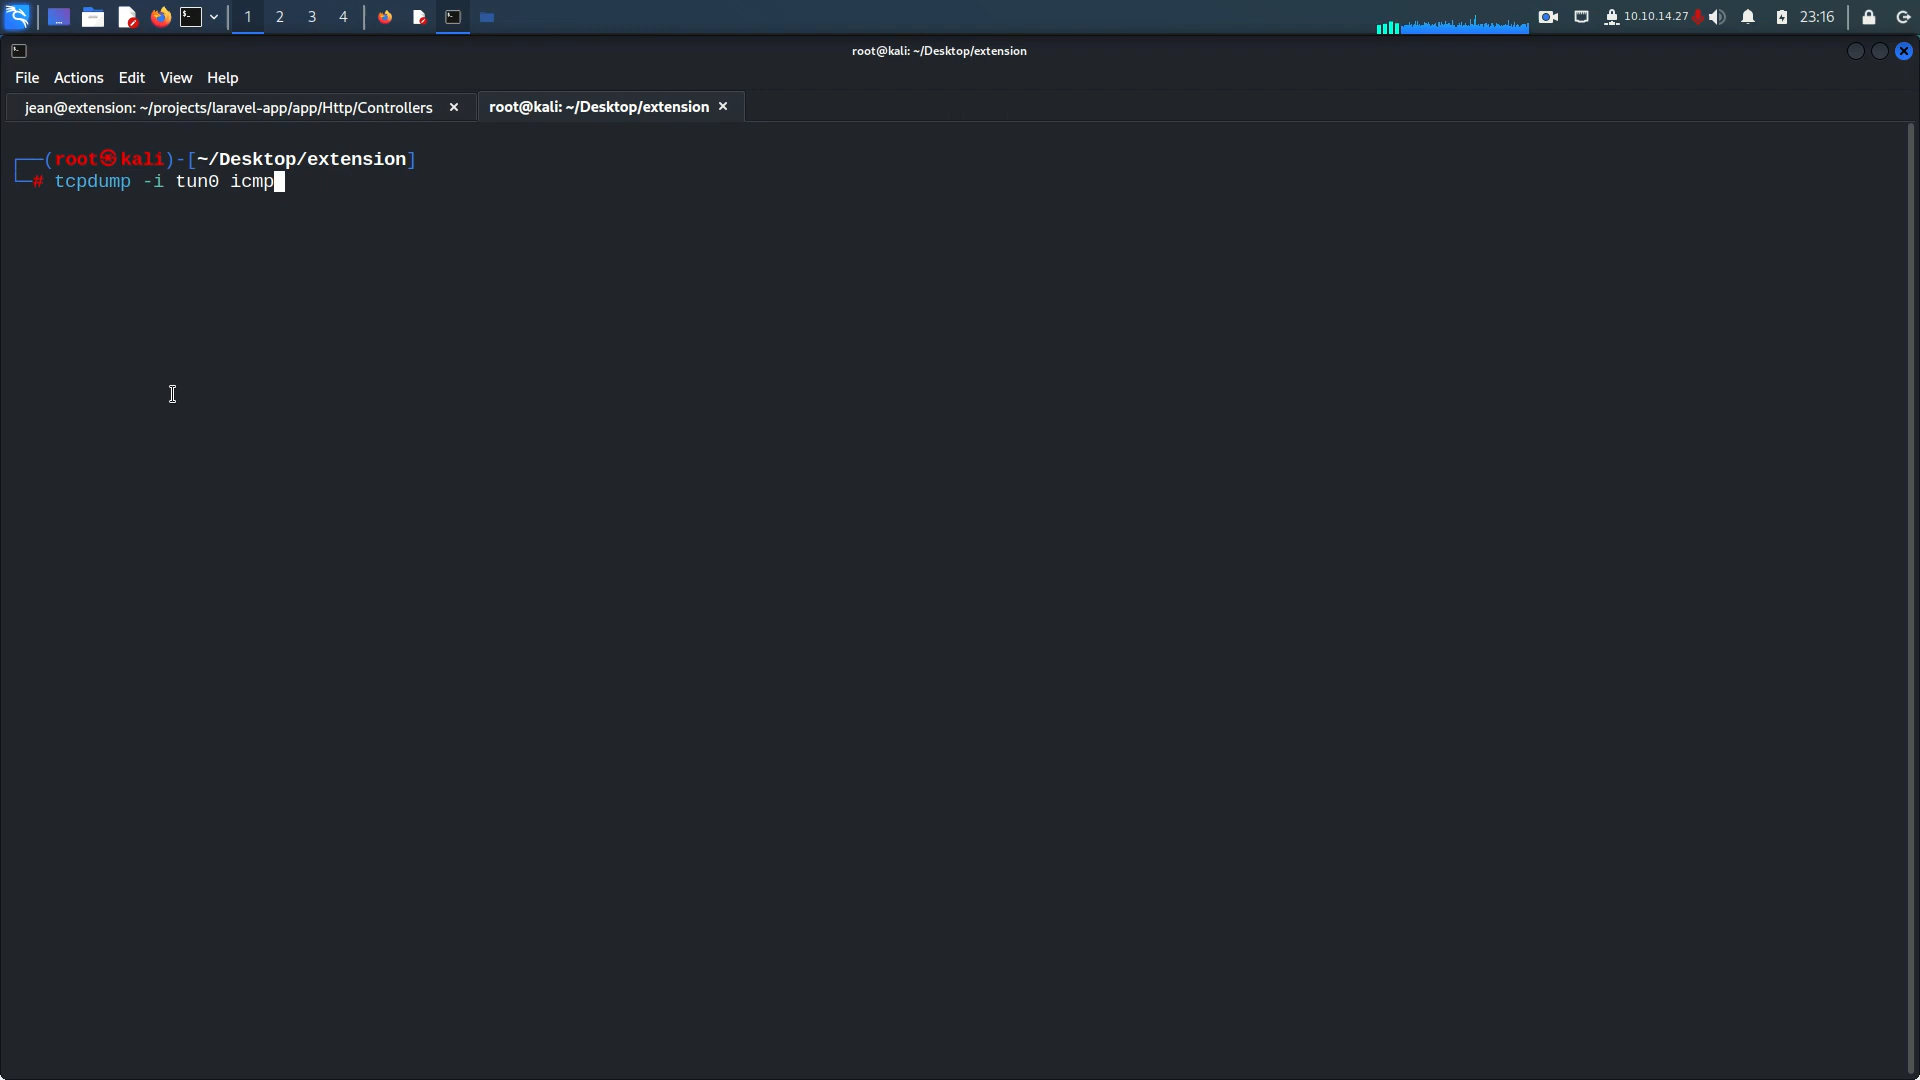 1 2 3 4 10.10.14.27 23:16
root@kali: ~/Desktop/extension
File Actions Edit View Help
jean@extension: ~/projects/laravel-app/app/Http/Controllers root@kali: ~/Desktop/extension
(root㉿kali)-[~/Desktop/extension]
# tcpdump -i tun0 icmp